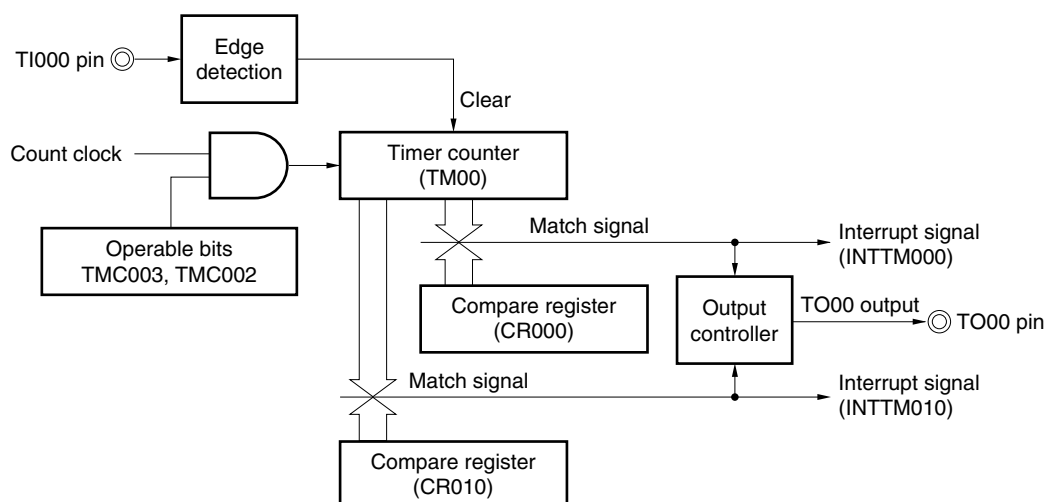 TI000 pin
Edge
detection
Clear
Count clock
Timer counter
(TM00)
Operable bits
TMC003, TMC002
Match signal
Interrupt signal
(INTTM000)
Compare register
(CR000)
Output
controller
TO00 output
TO00 pin
Match signal
Interrupt signal
(INTTM010)
Compare register
(CR010)